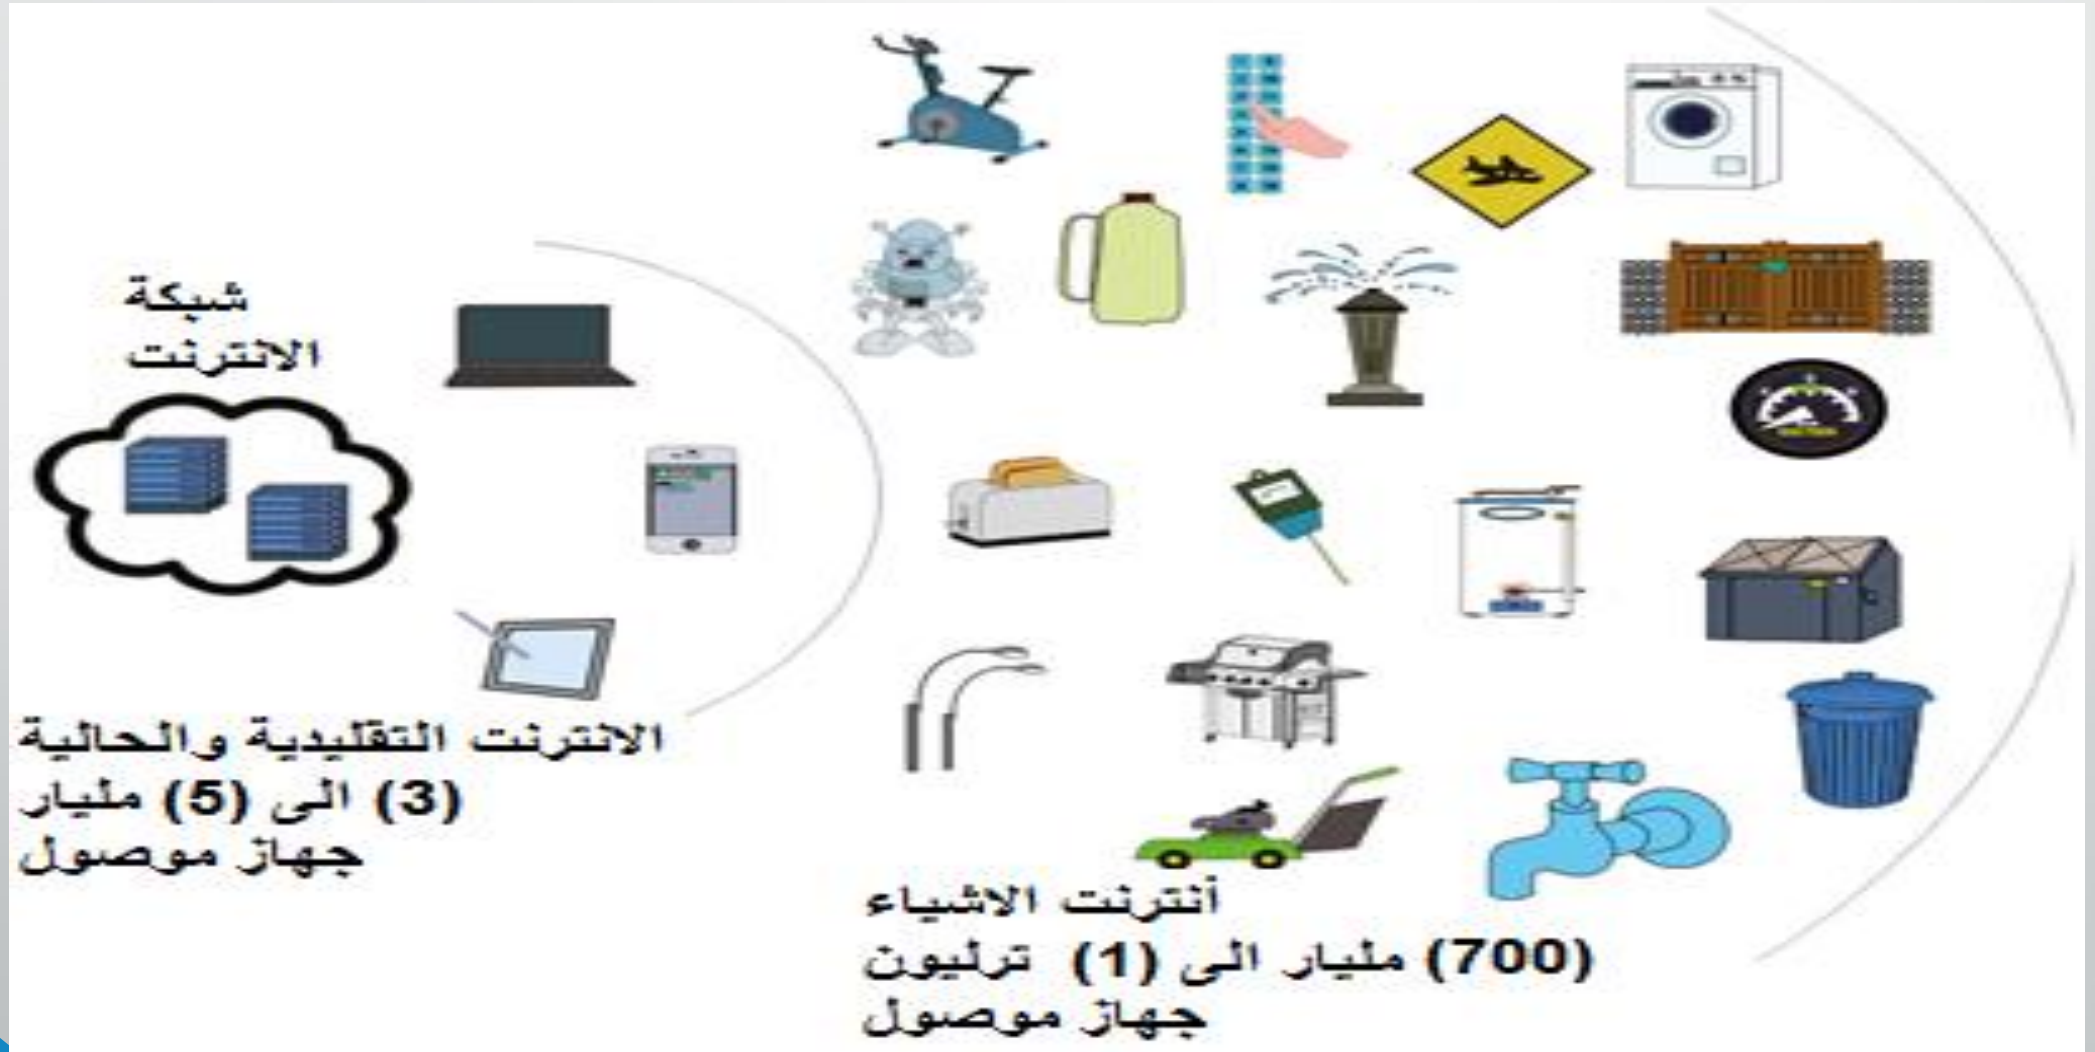 شبكة
الانترنت
الانترنت التقليدية والحالية
(3) الى (5) مليار
جهاز موصول
أنترنت الاشياء
(700) مليار الى (1) ترليون
جهاز موصول